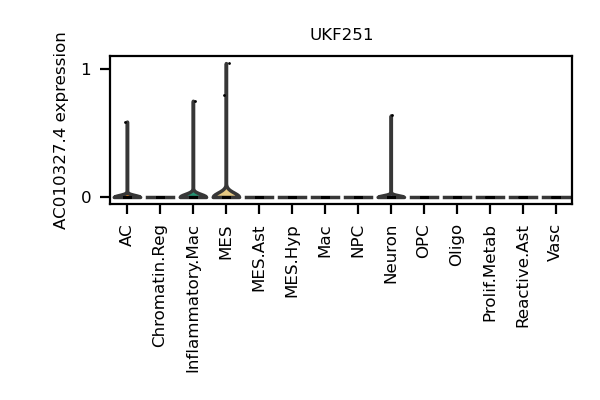 UKF251
AC010327.4 expression
1
0
AC
Chromatin.Reg
Inflammatory.Mac
MES
MES.Ast
MES.Hyp
Mac
NPC
Neuron
OPC
Oligo
Prolif.Metab
Reactive.Ast
Vasc